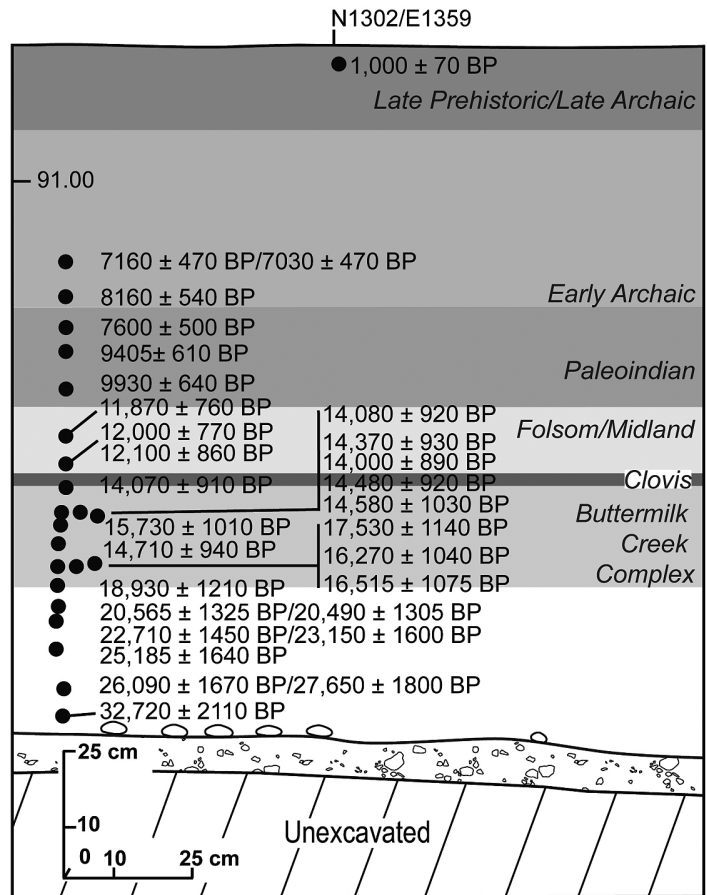 N1302/E1359
1,000 ± 70 BP
Late Prehistoric/Late Archaic
91.00
7160 ± 470 BP/7030 ± 470 BP
8160 ± 540 BP
Early Archaic
7600 ± 500 BP
9405± 610 BP
9930 ± 640 BP
Paleoindian
11,870 ± 760 BP
12,000 ± 770 BP
12,100 ± 860 BP
14,070 ± 910 BP
14,080 ± 920 BP
14,370 ± 930 BP
14,000 ± 890 BP
14,480 ± 920 BP
14,580 ± 1030 BP
Folsom/Midland
Clovis
15,730 ± 1010 BP
14,710 ± 940 BP
17,530 ± 1140 BP
16,270 ± 1040 BP
16,515 ± 1075 BP
Buttermilk
Creek
Complex
18,930 ± 1210 BP
20,565 ± 1325 BP/20,490 ± 1305 BP
22,710 ± 1450 BP/23,150 ± 1600 BP
25,185 ± 1640 BP
26,090 ± 1670 BP/27,650 ± 1800 BP
32,720 ± 2110 BP
25 cm
10
0 10 25 cm
Unexcavated